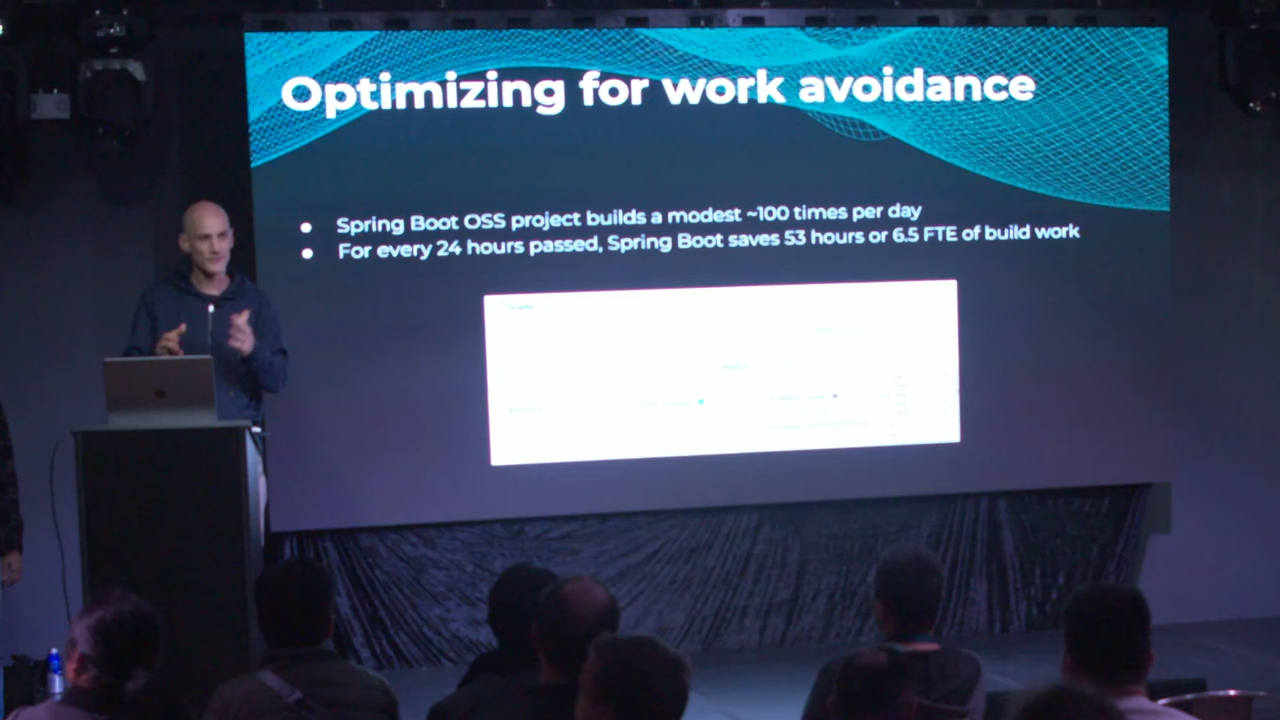 Optimizing for work avoidance
Spring Boot OSS project builds a modest ~100 times per day
For every 24 hours passed, Spring Boot saves 53 hours or 6.5 FTE of build work